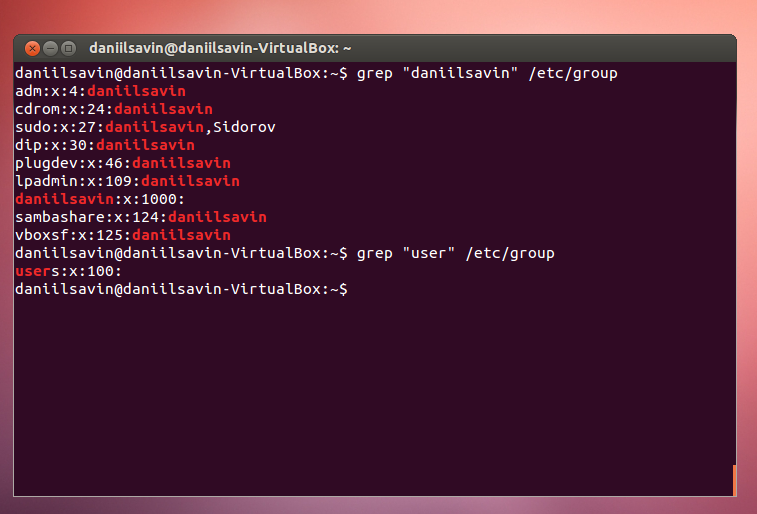 daniilsavin@daniilsavin-VirtualBox: ~
daniilsavin@daniilsavin-VirtualBox:~$ grep "daniilsavin" /etc/group
adm:x:4:daniilsavin
cdrom:x:24:daniilsavin
sudo:x:27:daniilsavin,Sidorov
dip:x:30:daniilsavin
plugdev:x:46:daniilsavin
lpadmin:x:109:daniilsavin
daniilsavin:x:1000:
sambashare:x:124:daniilsavin
vboxsf:x:125:daniilsavin
daniilsavin@daniilsavin-VirtualBox:~$ grep "user" /etc/group
users:x:100:
daniilsavin@daniilsavin-VirtualBox:~$